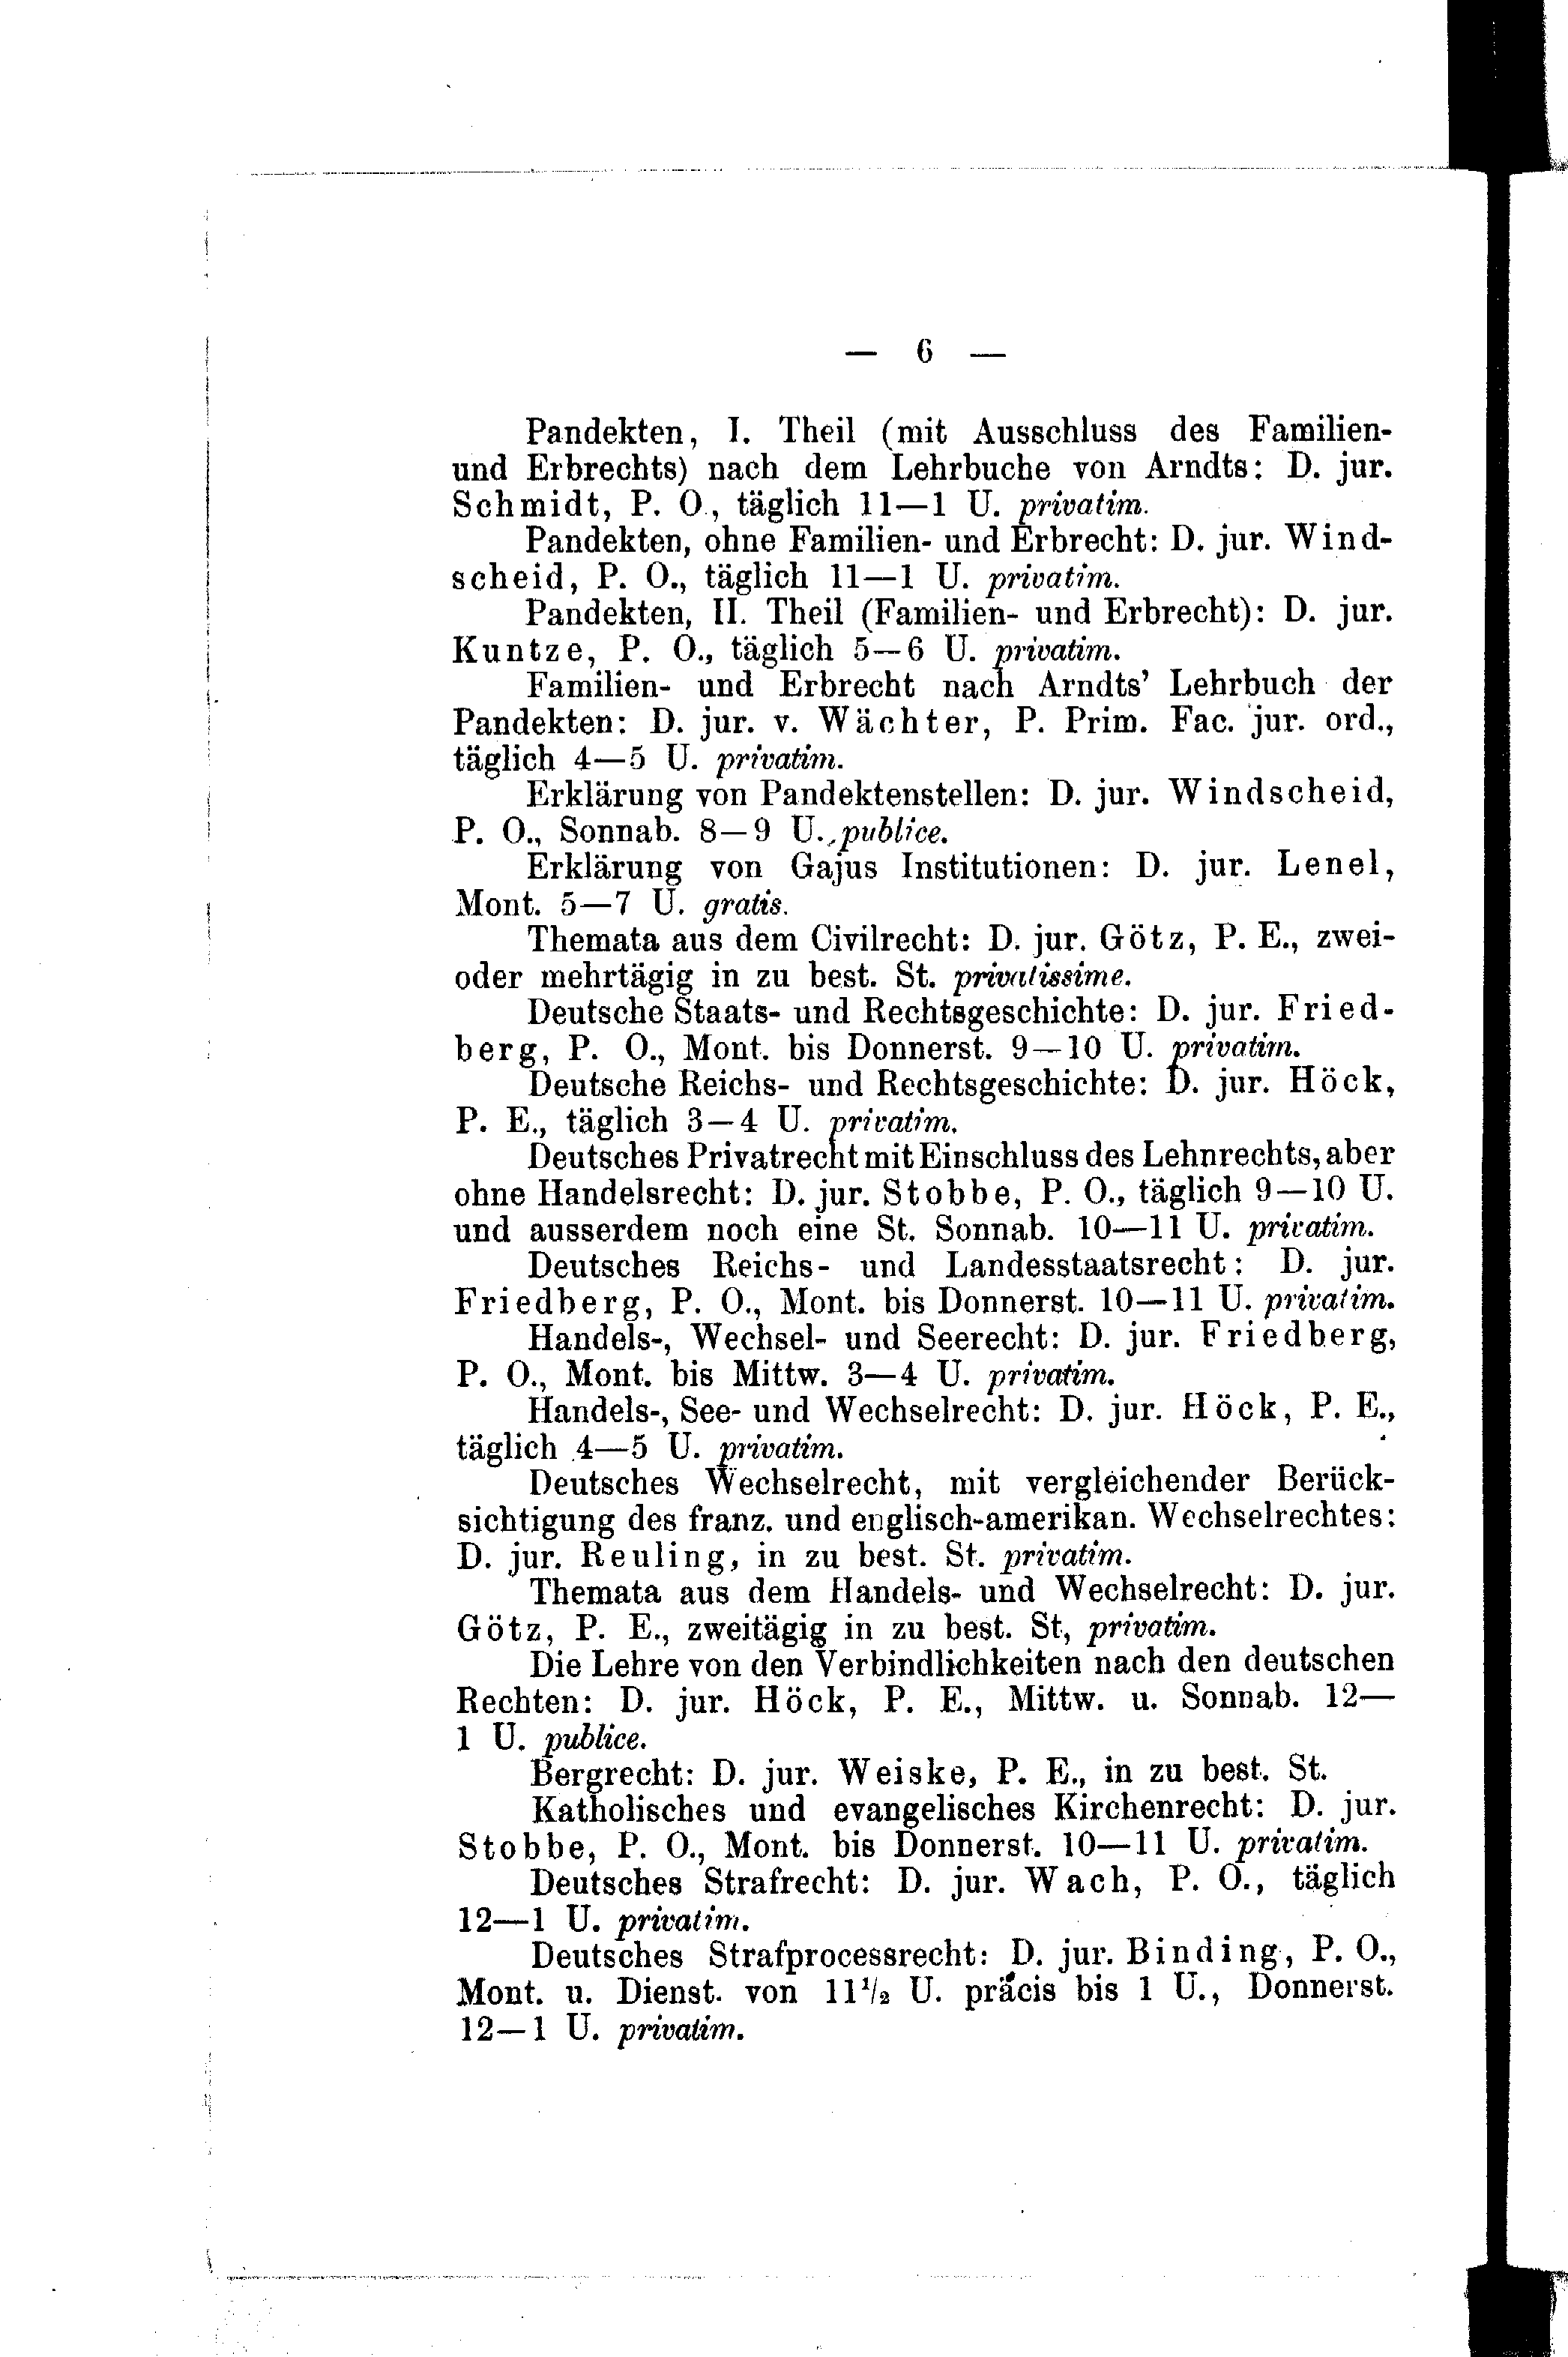 — 6 —
Pandekten, I. Theil (mit Ausschluss des Familien-
und Erbrechts) nach dem Lehrbuche von Arndts: D. jur.
Schmidt, P. O., täglich 11—1 U. privatim.
Pandekten, ohne Familien- und Erbrecht: D. jur. Wind-
scheid, P. O., täglich 11—1 U. privatim.
Pandekten, II. Theil (Familien- und Erbrecht): D. jur.
Kuntze, P. O., täglich 5—6 U. privatim.
Familien- und Erbrecht nach Arndts' Lehrbuch der
Pandekten: D. jur. v. Wächter, P. Prim. Fac. jur. ord.,
täglich 4—5 U. privatim.
Erklärung von Pandektenstellen: D. jur. Windscheid,
P. O., Sonnab. 8—9 U. publice.
Erklärung von Gajus Institutionen: D. jur. Lenel,
Mont. 5—7 U. gratis.
Themata aus dem Civilrecht: D. jur. Götz, P. E., zwei-
oder mehrtägig in zu best. St. privatissime.
Deutsche Staats- und Rechtsgeschichte: D. jur. Fried-
berg, P. O., Mont. bis Donnerst. 9—10 U. privatim.
Deutsche Reichs- und Rechtsgeschichte: D. jur. Höck,
P. E., täglich 3—4 U. privatim.
Deutsches Privatrecht mit Einschluss des Lehnrechts, aber
ohne Handelsrecht: D. jur. Stobbe, P. O., täglich 9—10 U.
und ausserdem noch eine St. Sonnab. 10—11 U. privatim.
Deutsches Reichs- und Landesstaatsrecht: D. jur.
Friedberg, P. O., Mont. bis Donnerst. 10—11 U. privatim.
Handels-, Wechsel- und Seerecht: D. jur. Friedberg,
P. O., Mont. bis Mittw. 3—4 U. privatim.
Handels-, See- und Wechselrecht: D. jur. Höck, P. E.,
täglich 4—5 U. privatim.
Deutsches Wechselrecht, mit vergleichender Berück-
sichtigung des franz. und englisch-amerikan. Wechselrechtes:
D. jur. Reuling, in zu best. St. privatim.
Themata aus dem Handels- und Wechselrecht: D. jur.
Götz, P. E., zweitägig in zu best. St, privatim.
Die Lehre von den Verbindlichkeiten nach den deutschen
Rechten: D. jur. Höck, P. E., Mittw. u. Sonnab. 12—
1 U. publice.
Bergrecht: D. jur. Weiske, P. E., in zu best. St.
Katholisches und evangelisches Kirchenrecht: D. jur.
Stobbe, P. O., Mont. bis Donnerst. 10—11 U. privatim.
Deutsches Strafrecht: D. jur. Wach, P. O., täglich
12—1 U. privatim.
Deutsches Strafprocessrecht: D. jur. Binding, P. O.,
Mont. u. Dienst. von 11½ U. präcis bis 1 U., Donnerst.
12—1 U. privatim.